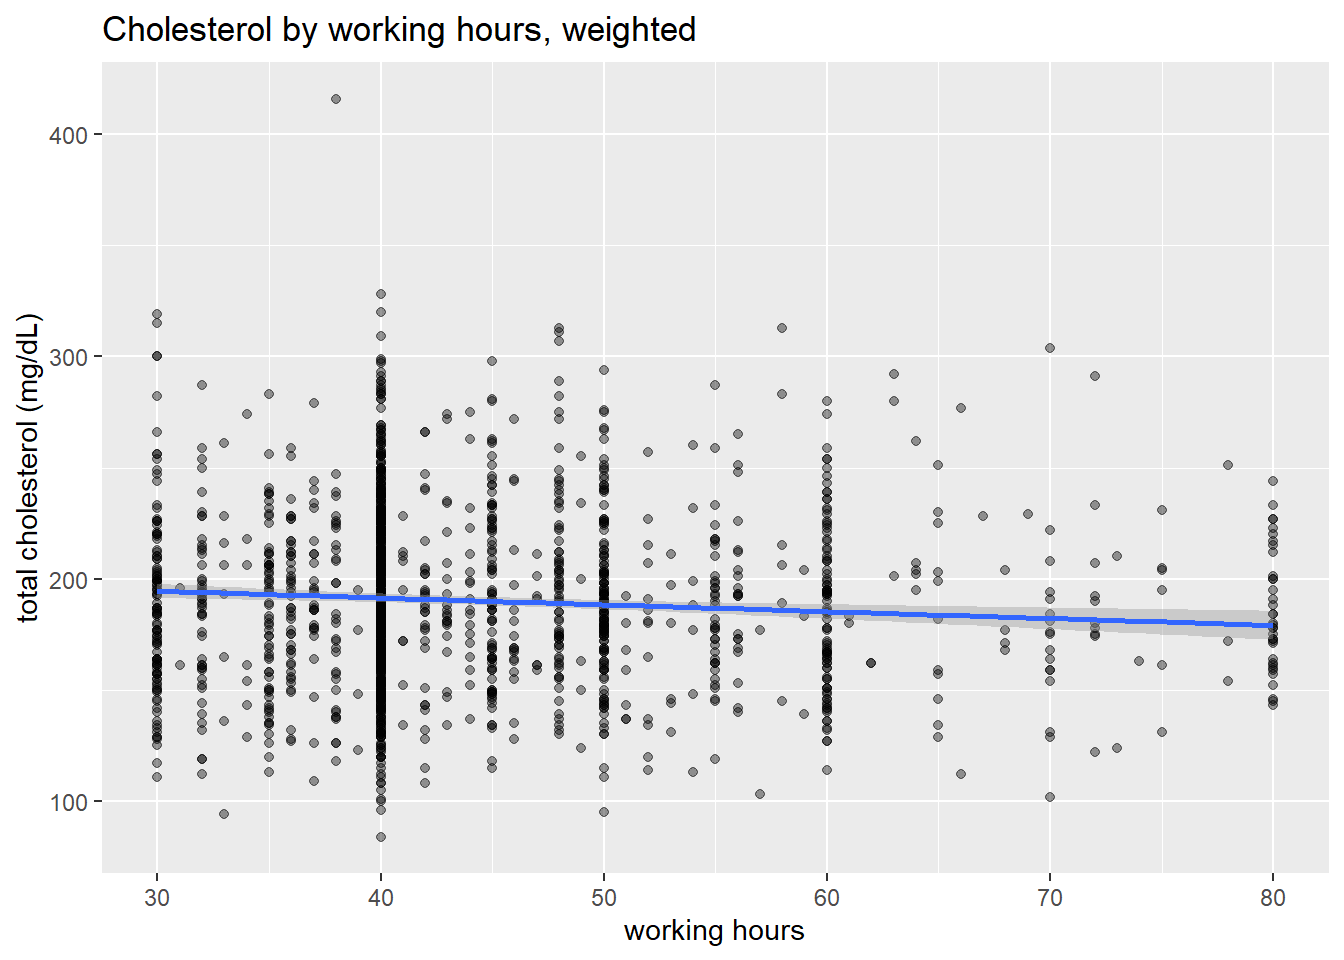 Cholesterol by working hours, weighted
total cholesterol (mg/dL)
400
300
200
100
30 40 50 60 70 80
working hours